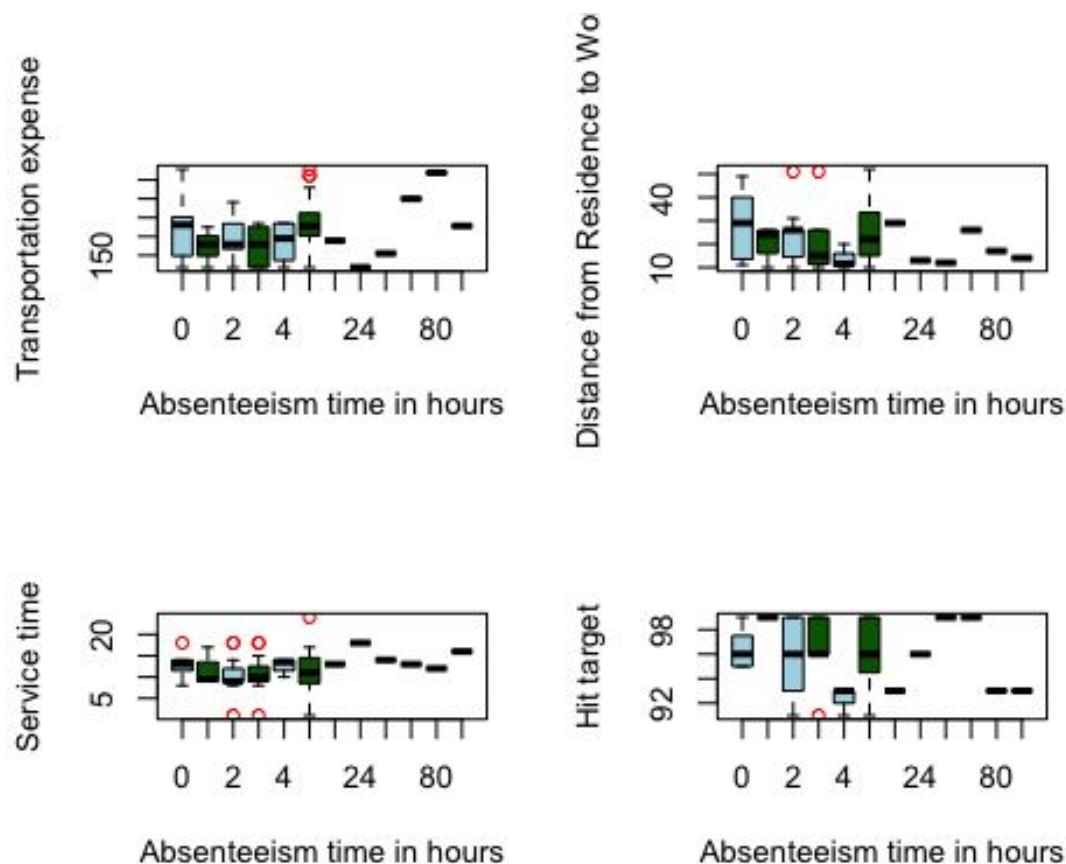 Transportation expense
150
0 2 4 24 80
Absenteeism time in hours
Distance from Residence to Wo
40
10
0 2 4 24 80
Absenteeism time in hours
Service time
20
5
0 2 4 24 80
Absenteeism time in hours
Hit target
98
92
0 2 4 24 80
Absenteeism time in hours